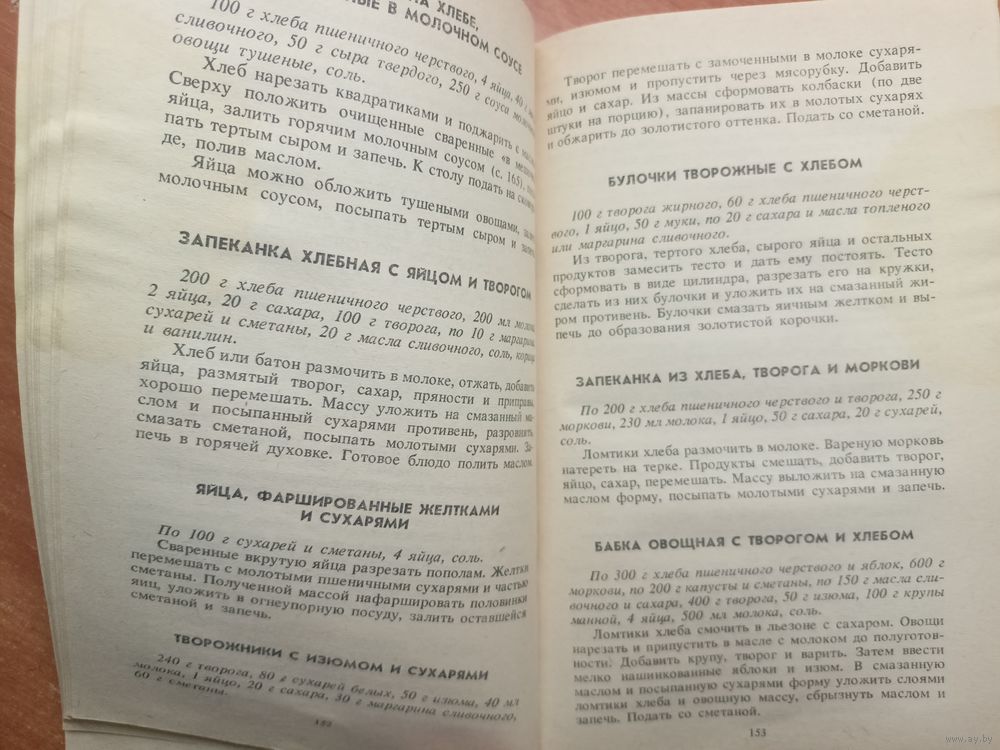 НА ХЛЕБЕ,
В МОЛОЧНОМ СОУСЕ
100 г хлеба пшеничного черствого, 4 яйца, 40 г
сливочного, 50 г сыра твердого, 250 г соуса
овощи тушеные, соль.
Хлеб нарезать квадратиками и поджарить с
Сверху положить очищенные сваренные «в
яйца, залить горячим молочным соусом (с. 165),
пать тертым сыром и запечь. К столу подать на
де, полив маслом.
Яйца можно обложить тушеными овощами,
молочным соусом, посыпать тертым сыром и
ЗАПЕКАНКА ХЛЕБНАЯ С ЯЙЦОМ И ТВОРОГОМ
200 г хлеба пшеничного черствого, 200 мл
2 яйца, 20 г сахара, 100 г творога, по 10 г маргарина,
сухарей и сметаны, 20 г масла сливочного, соль, корица
и ванилин.
Хлеб или батон размочить в молоке, отжать, добавить
яйца, размятый творог, сахар, пряности и приправы,
хорошо перемешать. Массу уложить на смазанный ма-
слом и посыпанный сухарями противень, разровнять,
смазать сметаной, посыпать молотыми сухарями. За-
печь в горячей духовке. Готовое блюдо полить маслом.
ЯЙЦА, ФАРШИРОВАННЫЕ ЖЕЛТКАМИ
И СУХАРЯМИ
По 100 г сухарей и сметаны, 4 яйца, соль.
Сваренные вкрутую яйца разрезать пополам. Желтки
перемешать с молотыми пшеничными сухарями и частью
сметаны. Полученной массой нафаршировать половинки
яиц, уложить в огнеупорную посуду, залить оставшейся
сметаной и запечь.
ТВОРОЖНИКИ С ИЗЮМОМ И СУХАРЯМИ
240 г творога, 80 г сухарей белых, 50 г изюма, 40 мл
молока, 1 яйцо, 20 г сахара, 30 г маргарина сливочного,
60 г сметаны.
152
Творог перемешать с замоченными в молоке сухаря-
ми, изюмом и пропустить через мясорубку. Добавить
яйцо и сахар. Из массы сформовать колбаски (по две
штуки на порцию), запанировать их в молотых сухарях
и обжарить до золотистого оттенка. Подать со сметаной.
БУЛОЧКИ ТВОРОЖНЫЕ С ХЛЕБОМ
100 г творога жирного, 60 г хлеба пшеничного черст-
вого, 1 яйцо, 50 г муки, по 20 г сахара и масла топленого
или маргарина сливочного.
Из творога, тертого хлеба, сырого яйца и остальных
продуктов замесить тесто и дать ему постоять. Тесто
сформовать в виде цилиндра, разрезать его на кружки,
сделать из них булочки и уложить их на смазанный жи-
ром противень. Булочки смазать яичным желтком и вы-
печь до образования золотистой корочки.
ЗАПЕКАНКА ИЗ ХЛЕБА, ТВОРОГА И МОРКОВИ
По 200 г хлеба пшеничного черствого и творога, 250 г
моркови, 230 мл молока, 1 яйцо, 50 г сахара, 20 г сухарей,
соль.
Ломтики хлеба размочить в молоке. Вареную морковь
натереть на терке. Продукты смешать, добавить творог,
яйцо, сахар, перемешать. Массу выложить на смазанную
маслом форму, посыпать молотыми сухарями и запечь.
БАБКА ОВОЩНАЯ С ТВОРОГОМ И ХЛЕБОМ
По 300 г хлеба пшеничного черствого и яблок, 600 г
моркови, по 200 г капусты и сметаны, по 150 г масла сли-
вочного и сахара, 400 г творога, 50 г изюма, 100 г крупы
манной, 4 яйца, 500 мл молока, соль.
Ломтики хлеба смочить в льезоне с сахаром. Овощи
нарезать и припустить в масле с молоком до полуготов-
ности. Добавить крупу, творог и варить. Затем ввести
мелко нашинкованные яблоки и изюм. В смазанную
маслом и посыпанную сухарями форму уложить слоями
ломтики хлеба и овощную массу, сбрызнуть маслом и
запечь. Подать со сметаной.
153
www.ay.by